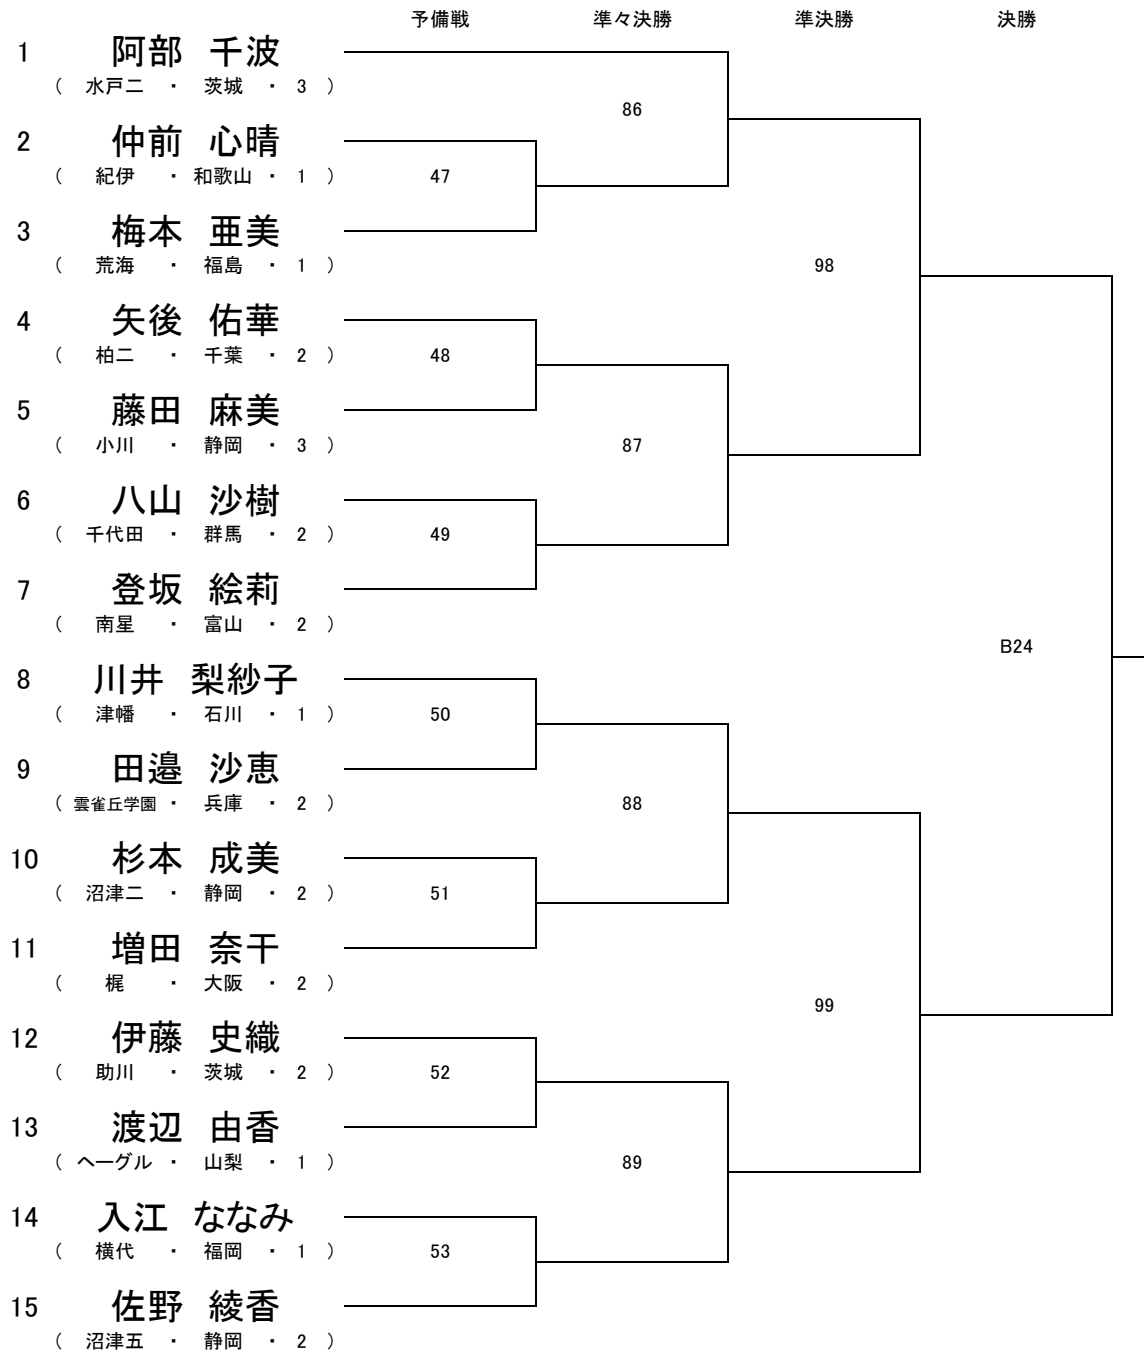 予備戦 準々決勝 準決勝 決勝
1 阿部 千波
( 水戸二 ・ 茨城 ・ 3 )
86
2 仲前 心晴
( 紀伊 ・ 和歌山 ・ 1 )
47
3 梅本 亜美
( 荒海 ・ 福島 ・ 1 )
98
4 矢後 佑華
( 柏二 ・ 千葉 ・ 2 )
48
5 藤田 麻美
( 小川 ・ 静岡 ・ 3 )
87
6 八山 沙樹
( 千代田 ・ 群馬 ・ 2 )
49
7 登坂 絵莉
( 南星 ・ 富山 ・ 2 )
B24
8 川井 梨紗子
( 津幡 ・ 石川 ・ 1 )
50
9 田邉 沙恵
( 雲雀丘学園 ・ 兵庫 ・ 2 )
88
10 杉本 成美
( 沼津二 ・ 静岡 ・ 2 )
51
11 増田 奈千
( 梶 ・ 大阪 ・ 2 )
99
12 伊藤 史織
( 助川 ・ 茨城 ・ 2 )
52
13 渡辺 由香
( ヘーグル ・ 山梨 ・ 1 )
89
14 入江 ななみ
( 横代 ・ 福岡 ・ 1 )
53
15 佐野 綾香
( 沼津五 ・ 静岡 ・ 2 )